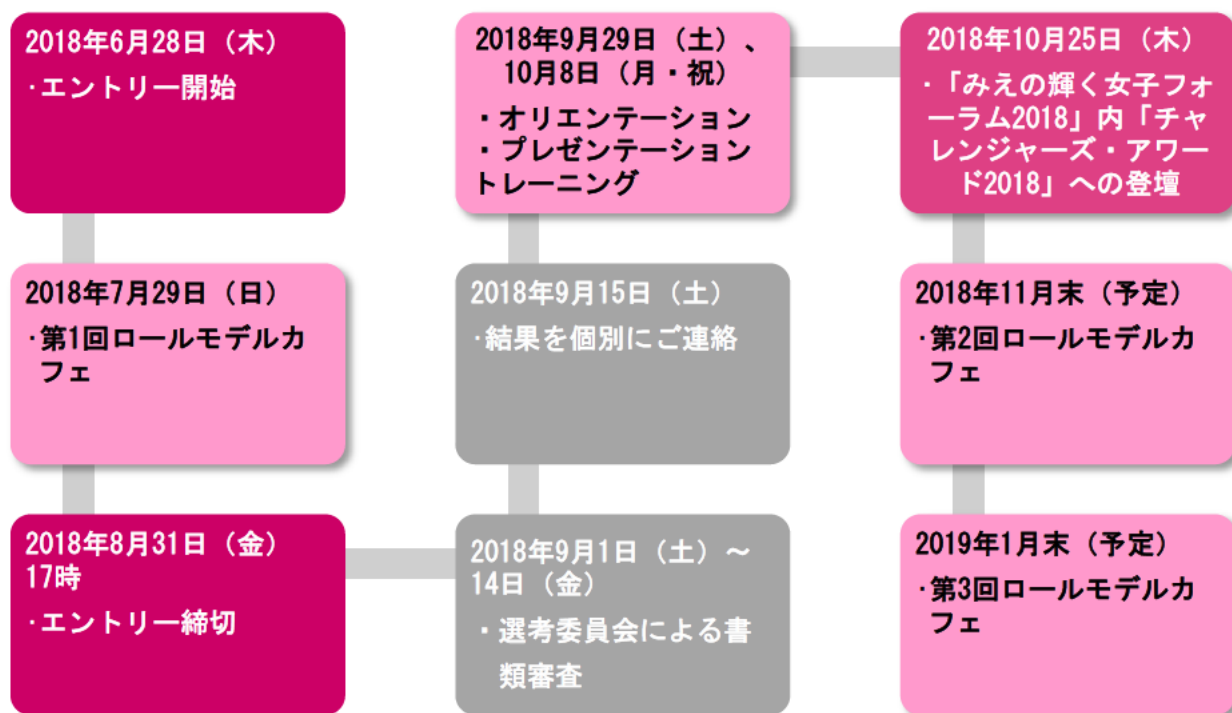 2018年6月28日（木）
・エントリー開始
2018年7月29日（日）
・第1回ロールモデルカ
フェ
2018年8月31日（金）
17時
・エントリー締切
2018年9月1日（土）～
14日（金）
・選考委員会による書
類審査
2018年9月15日（土）
・結果を個別にご連絡
2018年9月29日（土）、
10月8日（月・祝）
・オリエンテーション
・プレゼンテーション
トレーニング
2018年10月25日（木）
・「みえの輝く女子フォ
ーラム2018」内「チャ
レンジャーズ・アワー
ド2018」への登壇
2018年11月末（予定）
・第2回ロールモデルカ
フェ
2019年1月末（予定）
・第3回ロールモデルカ
フェ